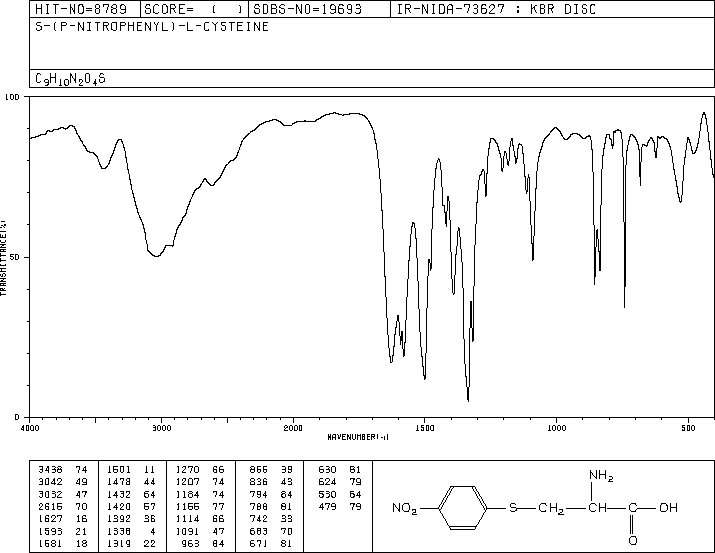 HIT-NO=8789 SCORE= ( ) SDBS-NO=19693 IR-NIDA-73627 : KBR DISC
S-(P-NITROPHENYL)-L-CYSTEINE
C9H10N2O4S
100
TRANSMITTANCE(%)
50
0
4000 3000 2000 1500 1000 500
WAVENUMBER(-1)
3438 74 1501 11 1270 66 855 39 630 81
3042 49 1478 44 1207 74 836 43 624 79
3032 47 1432 64 1184 74 794 84 530 64
2615 70 1420 57 1155 77 788 81 479 79
1627 16 1392 36 1114 66 742 33
1593 21 1338 4 1091 47 683 70
1581 18 1319 22 963 84 671 81
NH2
NO2 S CH2 CH C OH
O